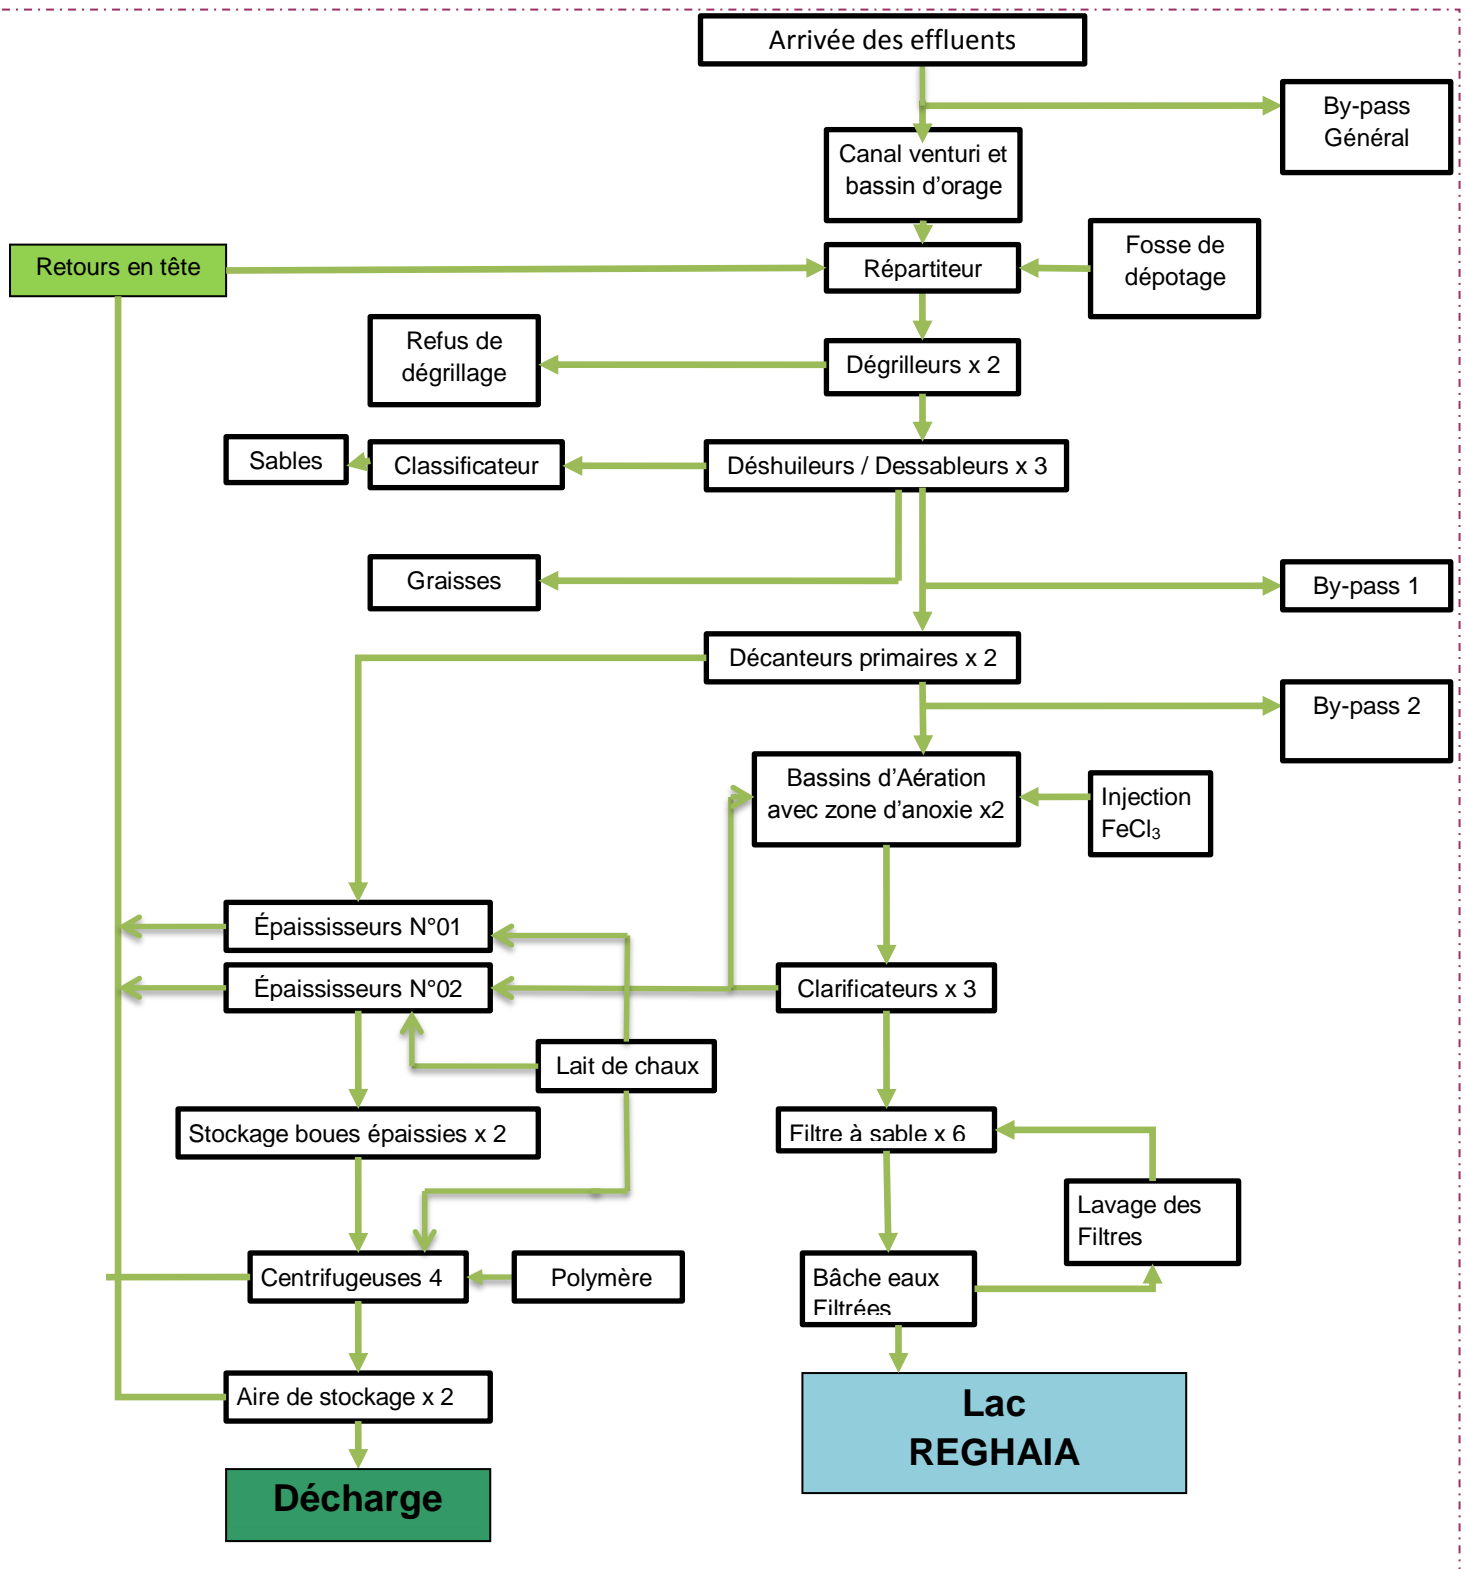 Arrivée des effluents
By-pass
Général
Canal venturi et
bassin d’orage
Retours en tête
Répartiteur
Fosse de
dépotage
Refus de
dégrillage
Dégrilleurs x 2
Sables
Classificateur
Déshuileurs / Dessableurs x 3
Graisses
By-pass 1
Décanteurs primaires x 2
By-pass 2
Bassins d’Aération
avec zone d’anoxie x2
Injection
FeCl₃
Épaississeurs N°01
Épaississeurs N°02
Clarificateurs x 3
Lait de chaux
Stockage boues épaissies x 2
Filtre à sable x 6
Lavage des
Filtres
Centrifugeuses 4
Polymère
Bâche eaux
Filtrées
Aire de stockage x 2
Lac
REGHAIA
Décharge